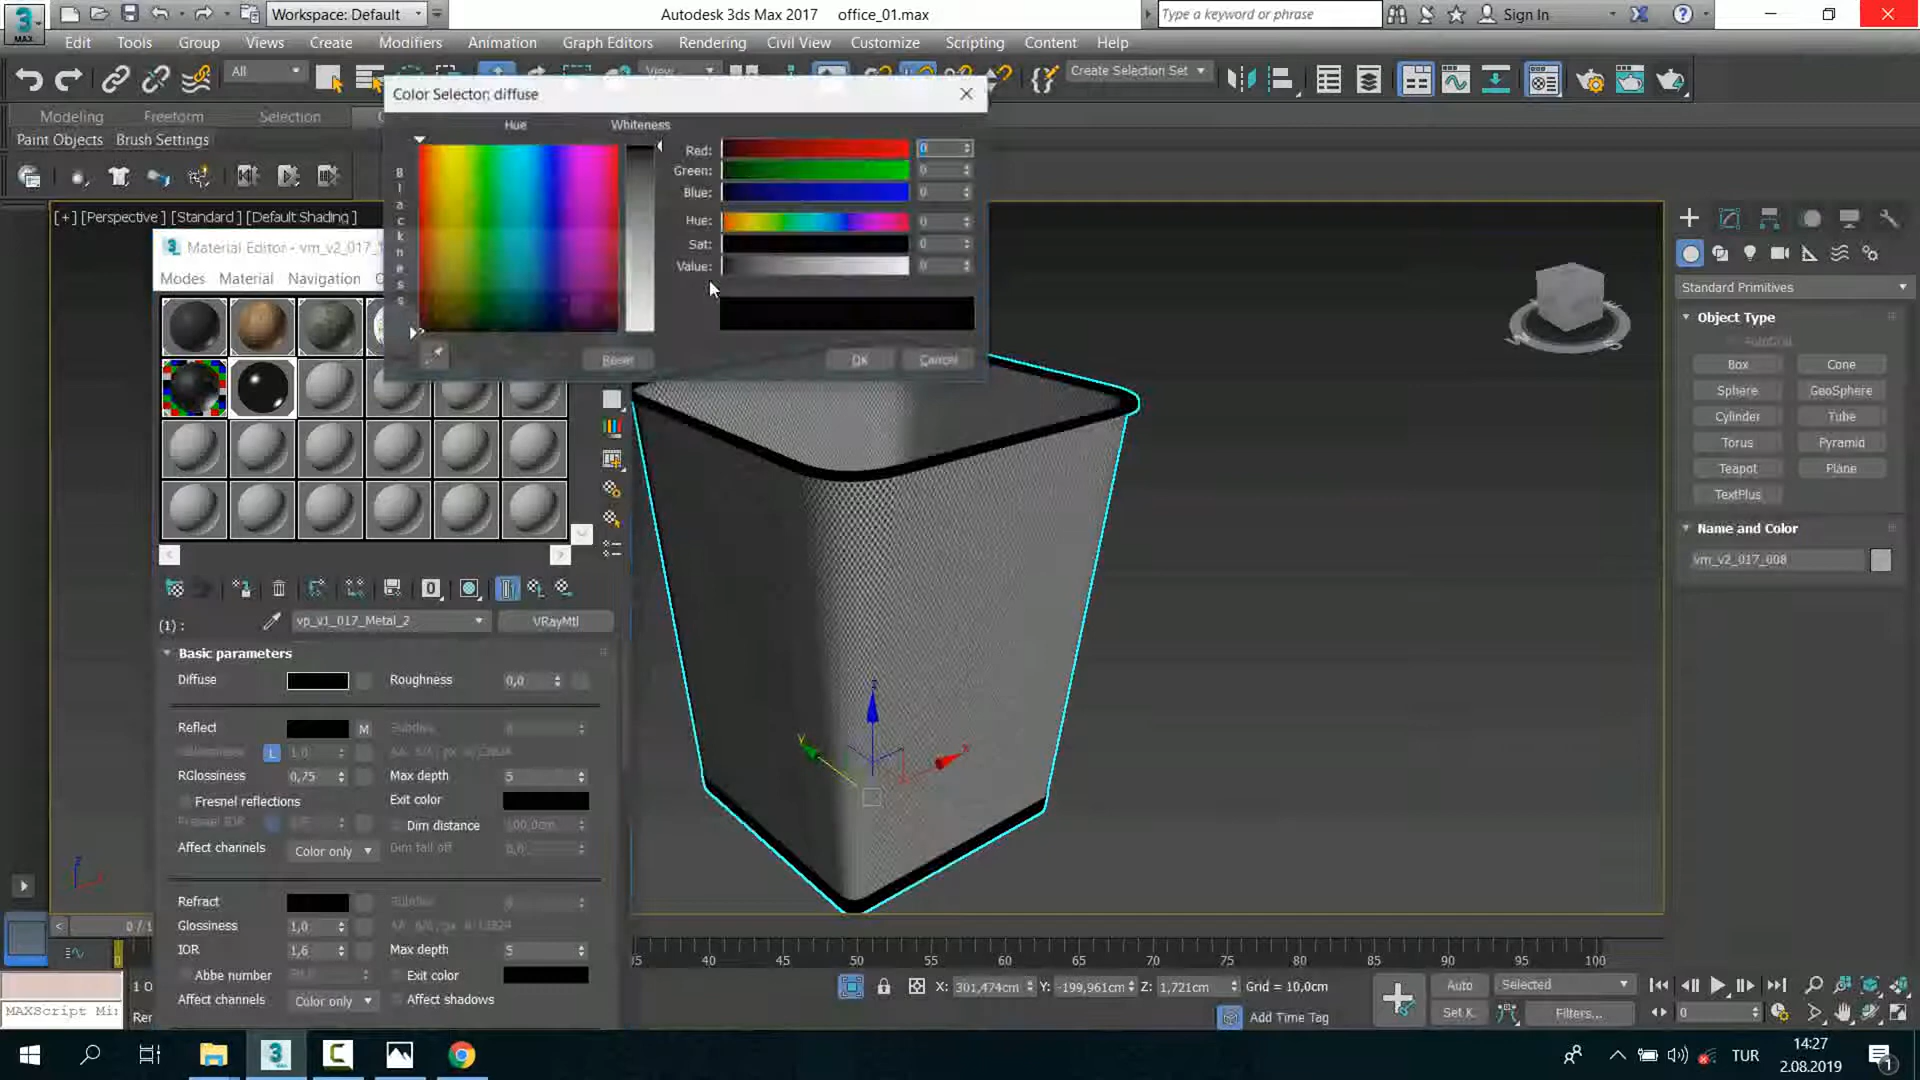 Workspace: Default
Autodesk 3ds Max 2017 office_01.max
Type a keyword or phrase
Sign In
MAX
Edit Tools Group Views Create Modifiers Animation Graph Editors Rendering Civil View Customize Scripting Content Help
All
View
Create Selection Set
Modeling Freeform Selection
Paint Objects Brush Settings
Color Selector: diffuse
Hue Whiteness
Blackness
Red: 0
Green: 0
Blue: 0
Hue: 0
Sat: 0
Value: 0
Reset OK Cancel
[+] [Perspective] [Standard] [Default Shading]
Material Editor - vm_v2_017_
Modes Material Navigation
(1) : vp_v1_017_Metal_2 VRayMtl
Basic parameters
Diffuse Roughness 0,0
Reflect M Subdivs 8
L 1,0
RGlossiness 0,75 Max depth 5
Fresnel reflections Exit color
Fresnel IOR Dim distance 100,0cm
Affect channels Color only Dim fall off 0,0
Refract Subdivs 8
Glossiness 1,0
IOR 1,6 Max depth 5
Abbe number Exit color
Affect channels Color only Affect shadows
Standard Primitives
Object Type
AutoGrid
Box Cone
Sphere GeoSphere
Cylinder Tube
Torus Pyramid
Teapot Plane
TextPlus
Name and Color
vm_v2_017_008
z
y
x
0 / 1
0
35 40 45 50 55 60 65 70 75 80 85 90 95 100
X: 301,474cm Y: -199,961cm Z: 1,721cm Grid = 10,0cm
Auto Selected
Set K. Filters...
0
Add Time Tag
1 O
MAXScript Mi
Ren
TUR
14:27
2.08.2019
1